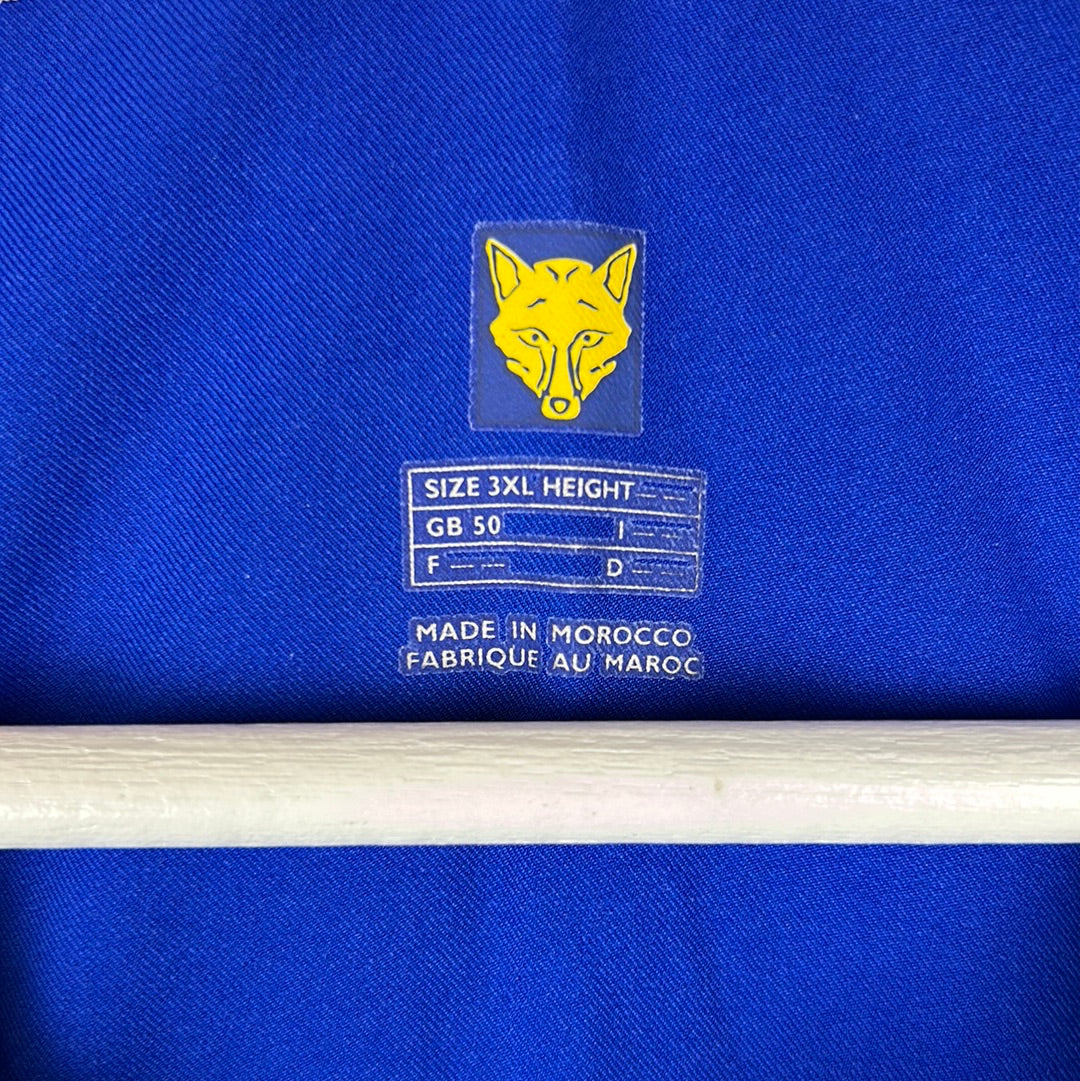 SIZE 3XL HEIGHT -- --
GB 50 I -- --
F -- -- D -- --
MADE IN MOROCCO
FABRIQUE AU MAROC